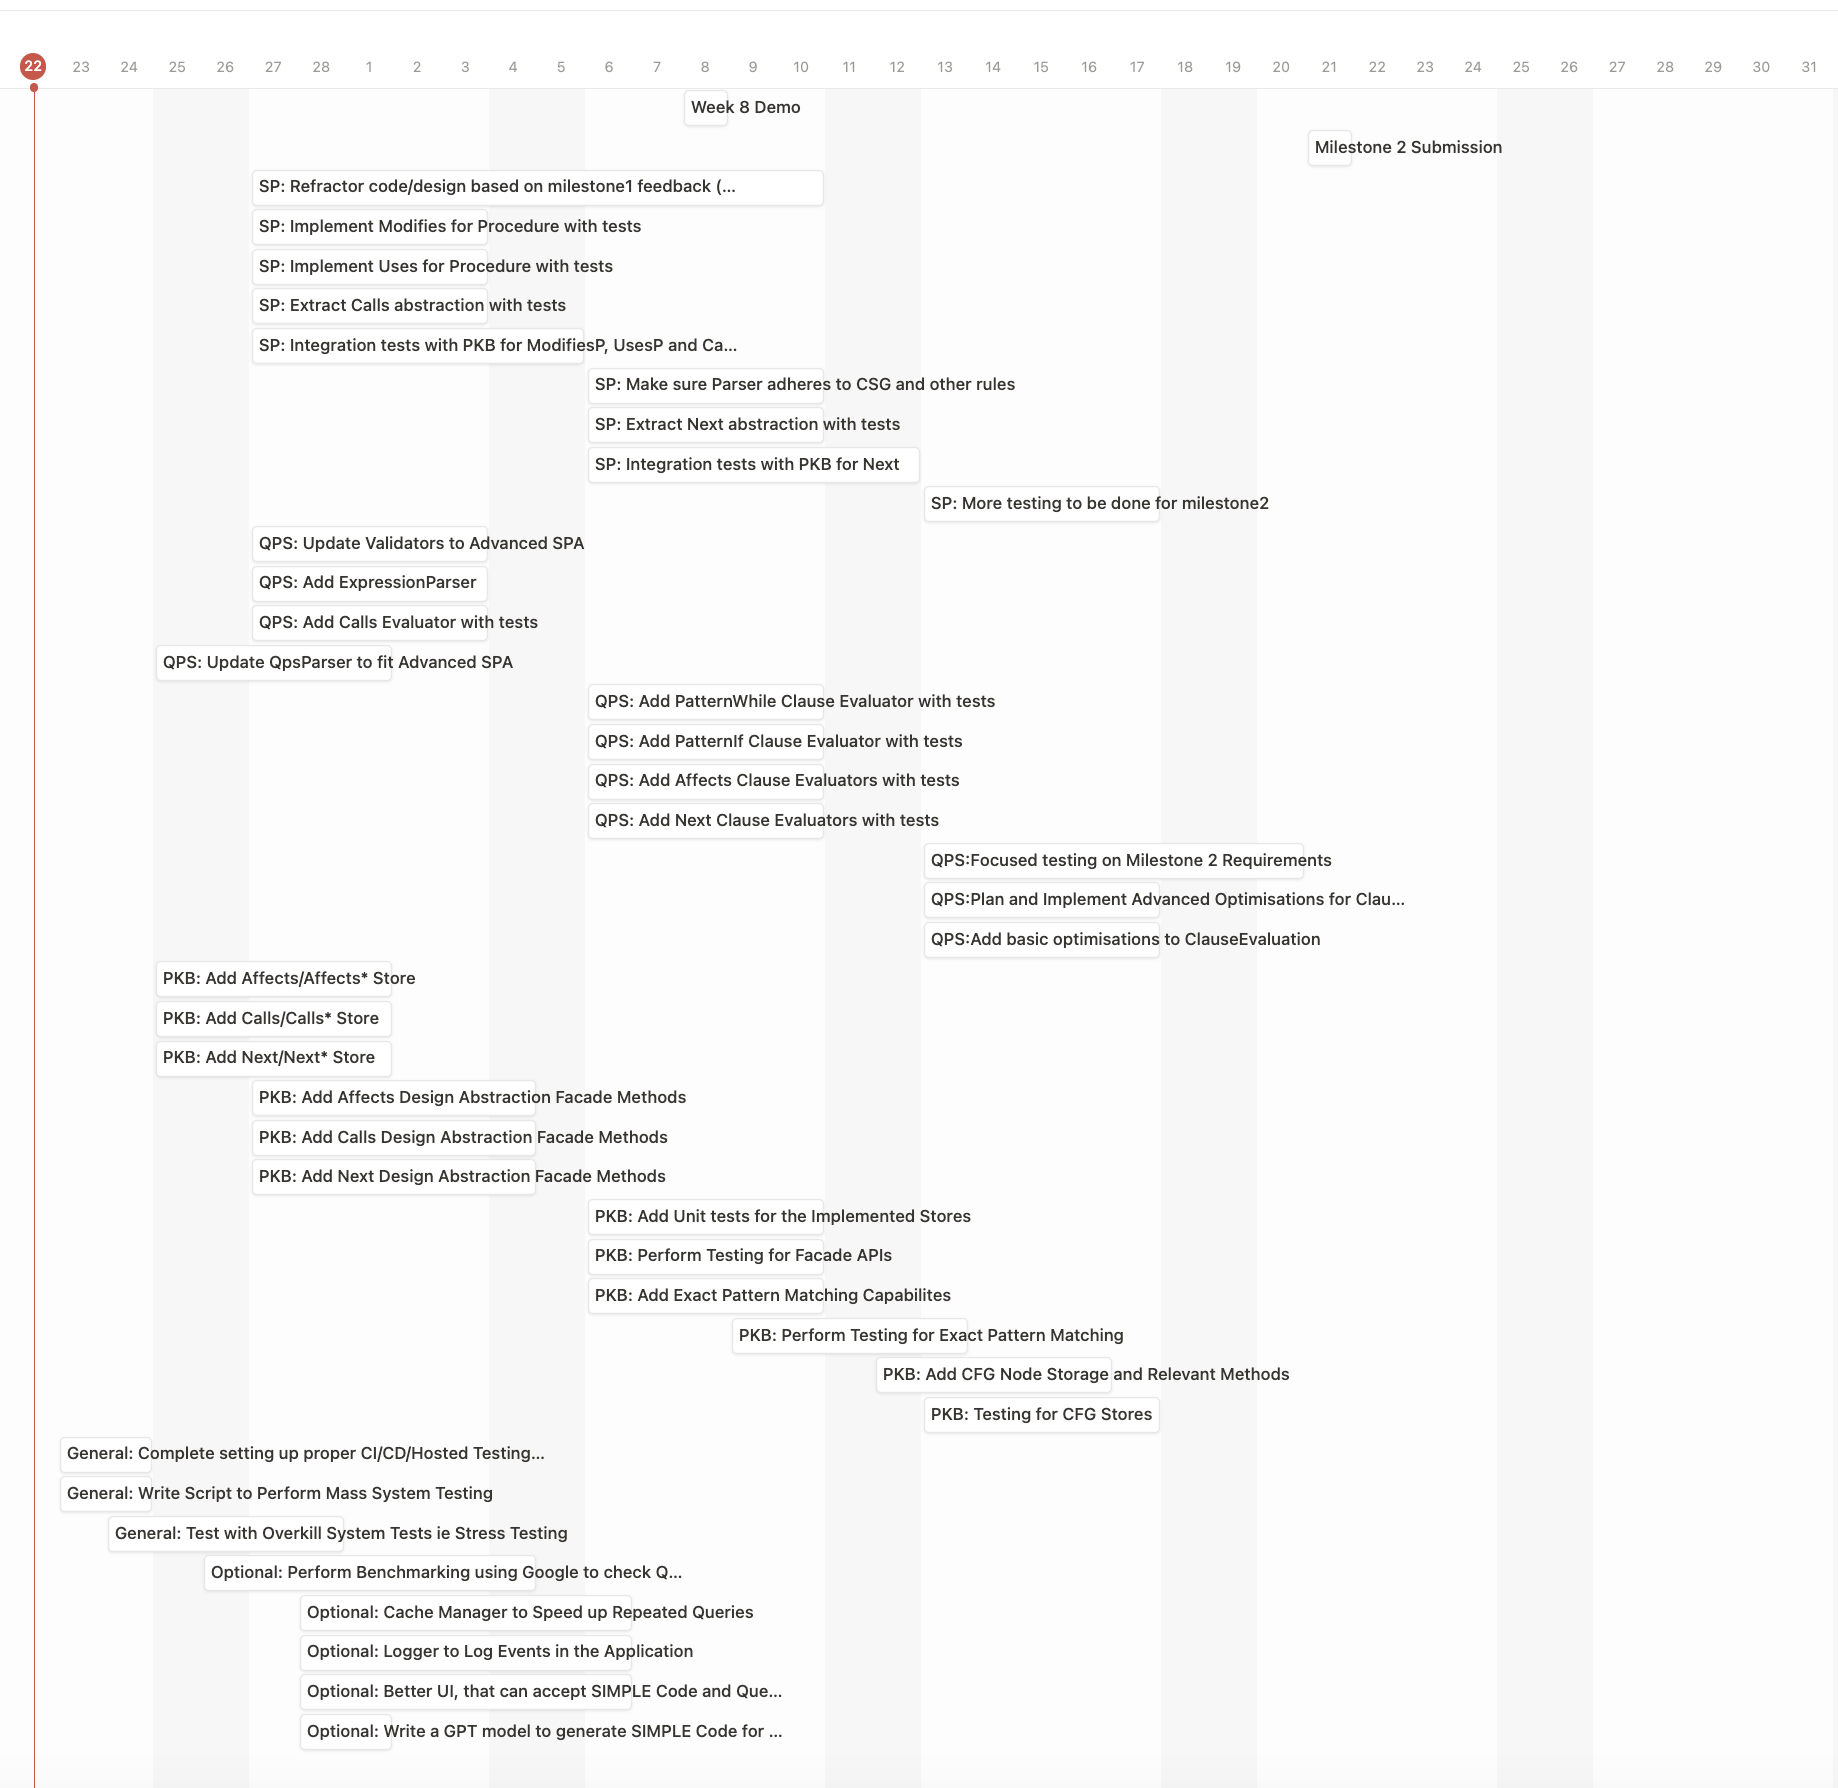 22 23 24 25 26 27 28 1 2 3 4 5 6 7 8 9 10 11 12 13 14 15 16 17 18 19 20 21 22 23 24 25 26 27 28 29 30 31
Week 8 Demo
Milestone 2 Submission
SP: Refractor code/design based on milestone1 feedback (...
SP: Implement Modifies for Procedure with tests
SP: Implement Uses for Procedure with tests
SP: Extract Calls abstraction with tests
SP: Integration tests with PKB for ModifiesP, UsesP and Ca...
SP: Make sure Parser adheres to CSG and other rules
SP: Extract Next abstraction with tests
SP: Integration tests with PKB for Next
SP: More testing to be done for milestone2
QPS: Update Validators to Advanced SPA
QPS: Add ExpressionParser
QPS: Add Calls Evaluator with tests
QPS: Update QpsParser to fit Advanced SPA
QPS: Add PatternWhile Clause Evaluator with tests
QPS: Add PatternIf Clause Evaluator with tests
QPS: Add Affects Clause Evaluators with tests
QPS: Add Next Clause Evaluators with tests
QPS:Focused testing on Milestone 2 Requirements
QPS:Plan and Implement Advanced Optimisations for Clau...
QPS:Add basic optimisations to ClauseEvaluation
PKB: Add Affects/Affects* Store
PKB: Add Calls/Calls* Store
PKB: Add Next/Next* Store
PKB: Add Affects Design Abstraction Facade Methods
PKB: Add Calls Design Abstraction Facade Methods
PKB: Add Next Design Abstraction Facade Methods
PKB: Add Unit tests for the Implemented Stores
PKB: Perform Testing for Facade APIs
PKB: Add Exact Pattern Matching Capabilites
PKB: Perform Testing for Exact Pattern Matching
PKB: Add CFG Node Storage and Relevant Methods
PKB: Testing for CFG Stores
General: Complete setting up proper CI/CD/Hosted Testing...
General: Write Script to Perform Mass System Testing
General: Test with Overkill System Tests ie Stress Testing
Optional: Perform Benchmarking using Google to check Q...
Optional: Cache Manager to Speed up Repeated Queries
Optional: Logger to Log Events in the Application
Optional: Better UI, that can accept SIMPLE Code and Que...
Optional: Write a GPT model to generate SIMPLE Code for ...